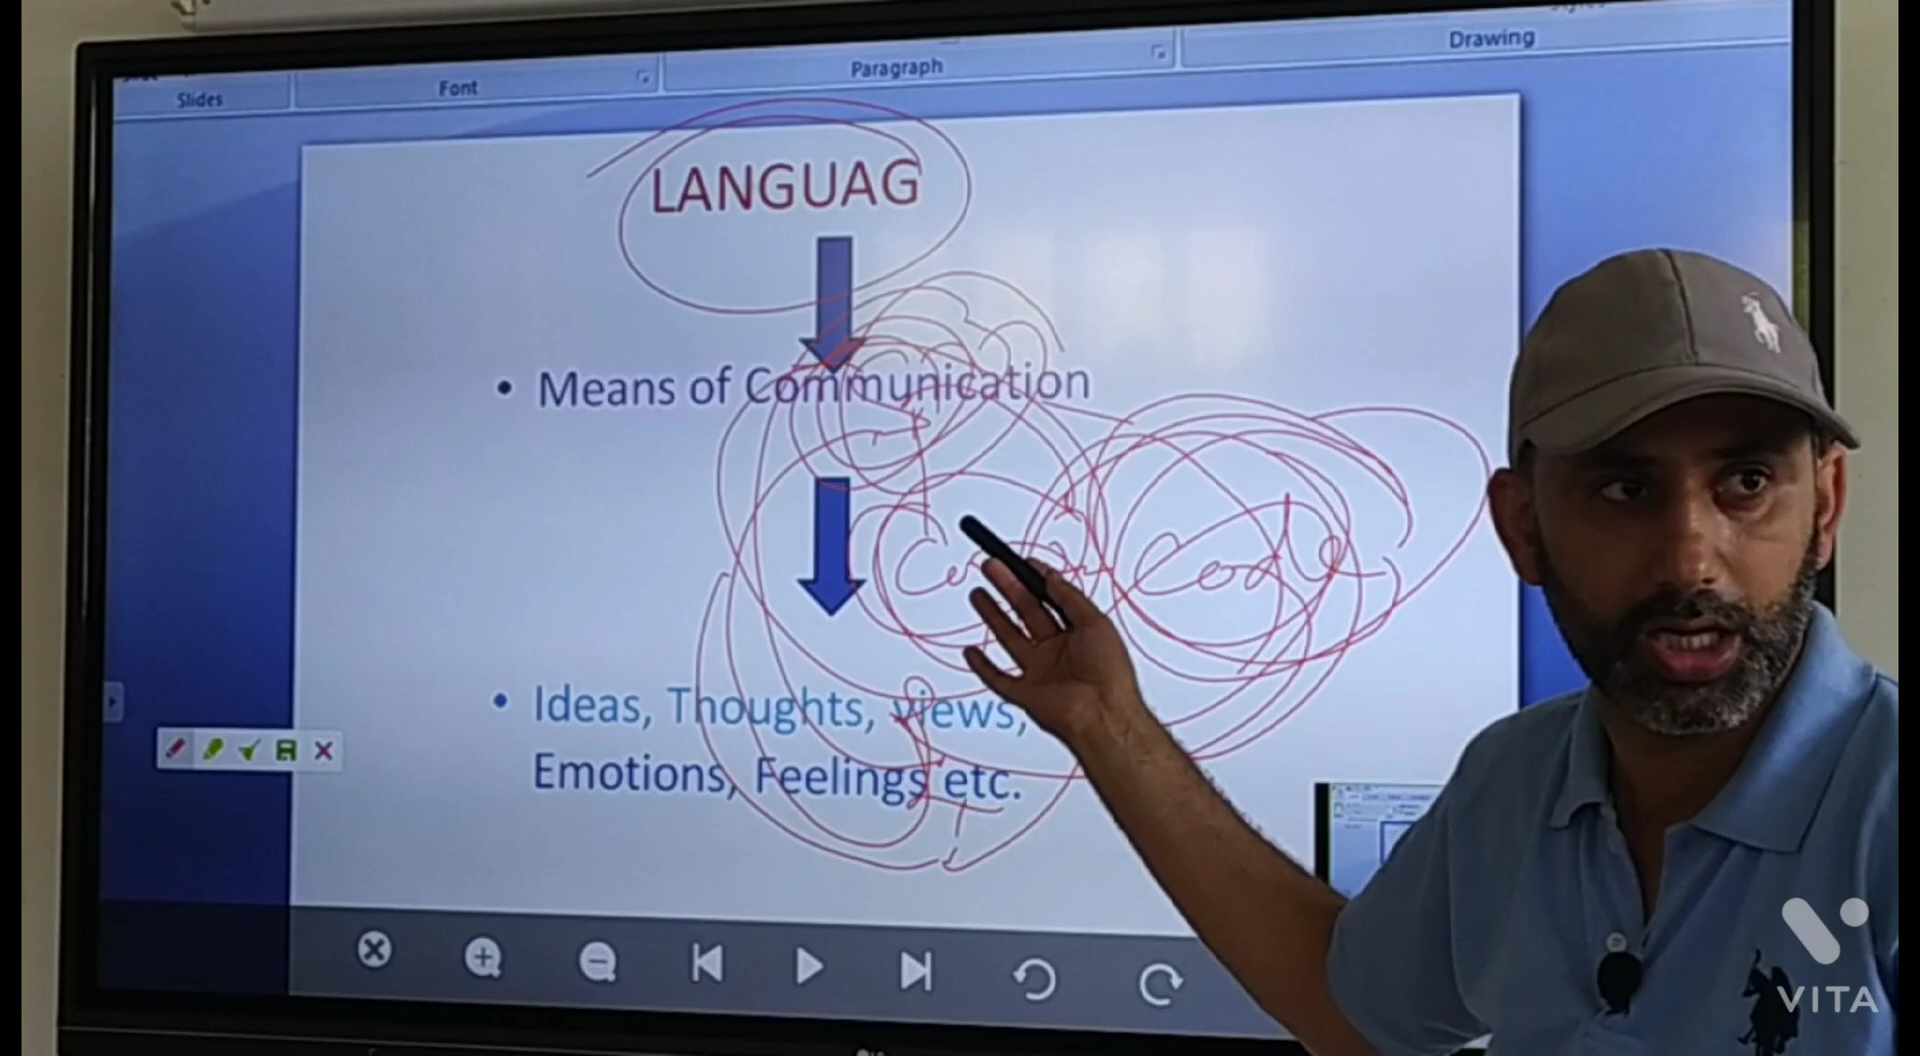 Slides Font Paragraph Drawing
LANGUAG
• Means of Communication
Code
• Ideas, Thoughts, views,
Emotions, Feelings etc.
VITA